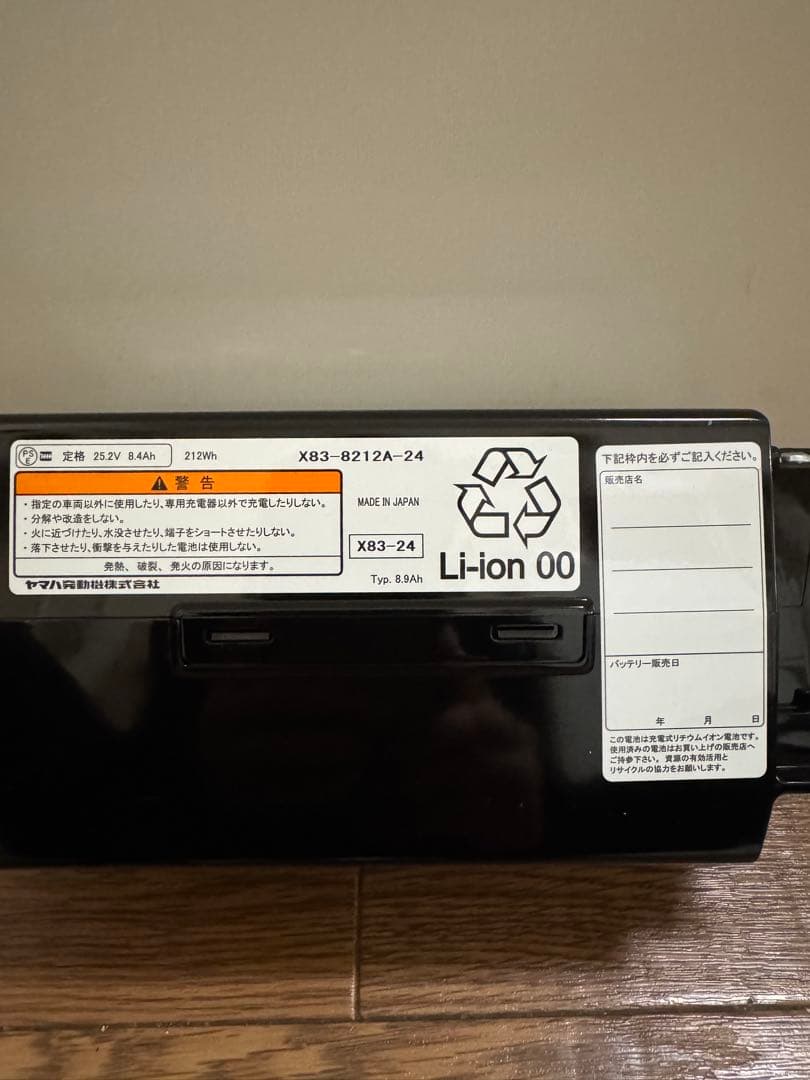 PS E 定格 25.2V 8.4Ah 212Wh X83-8212A-24
警告
・指定の車両以外に使用したり、専用充電器以外で充電したりしない。
・分解や改造をしない。
・火に近づけたり、水没させたり、端子をショートさせたりしない。
・落下させたり、衝撃を与えたりした電池は使用しない。
発熱、破裂、発火の原因になります。
ヤマハ発動機株式会社
MADE IN JAPAN
X83-24
Typ. 8.9Ah
Li-ion 00
下記枠内を必ずご記入ください。
販売店名
バッテリー販売日
年 月 日
この電池は充電式リチウムイオン電池です。
使用済みの電池はお買い上げの販売店へ
ご持参下さい。資源の有効活用と
リサイクルの協力をお願いします。